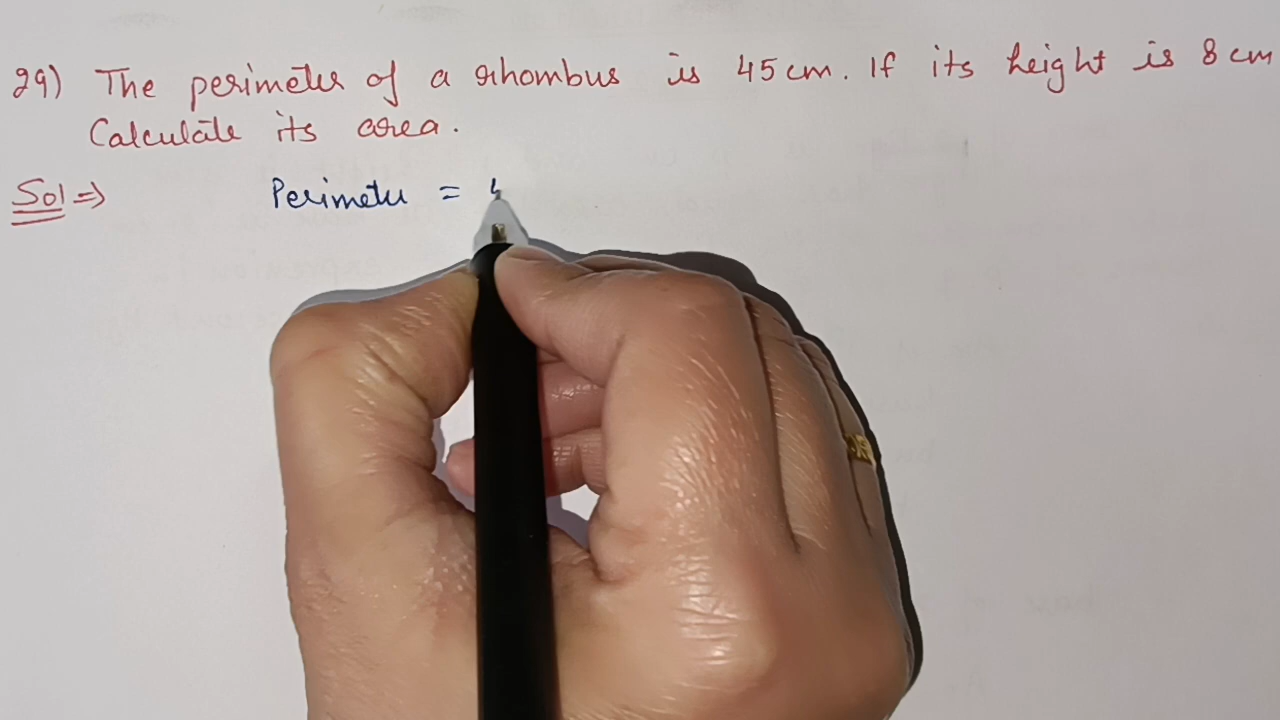 29) The perimeter of a rhombus is 45 cm. If its height is 8 cm
Calculate its area.
Sol ⇒ Perimeter =